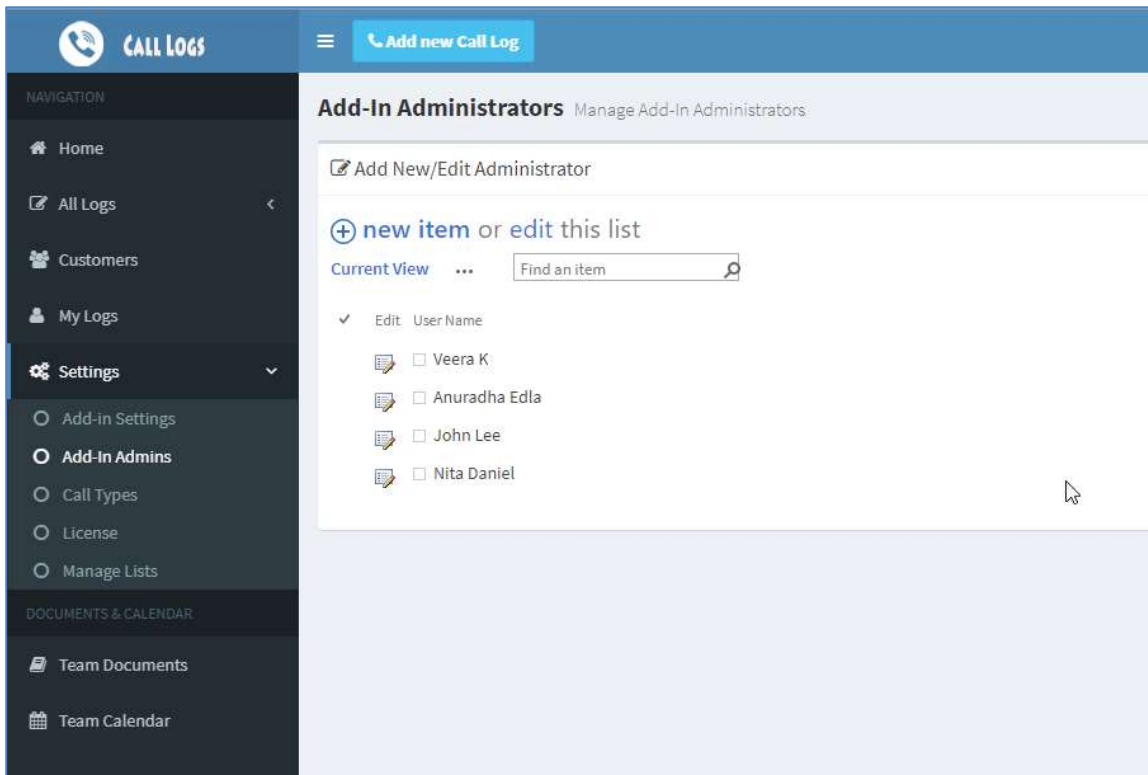 CALL LOGS
Add new Call Log
NAVIGATION
Home
All Logs
Customers
My Logs
Settings
Add-in Settings
Add-In Admins
Call Types
License
Manage Lists
DOCUMENTS & CALENDAR
Team Documents
Team Calendar
Add-In Administrators Manage Add-In Administrators
Add New/Edit Administrator
new item or edit this list
Current View ... Find an item
Edit User Name
Veera K
Anuradha Edla
John Lee
Nita Daniel